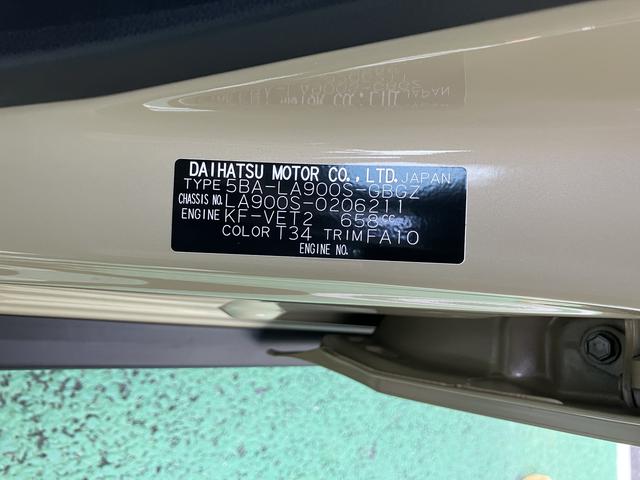 DAIHATSU MOTOR CO., LTD. JAPAN
TYPE 5BA-LA900S-GBGZ
CHASSIS NO. LA900S-0206211
ENGINE KF-VET2 658cc
COLOR T34 TRIM FA10
ENGINE NO.